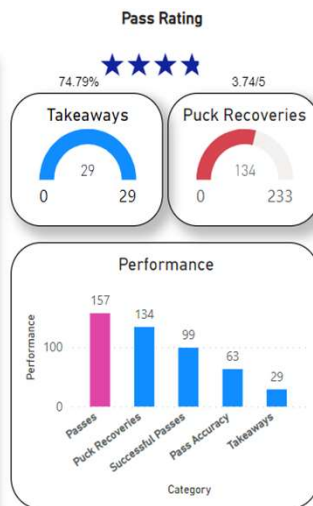 Pass Rating
74.79%
3.74/5
Takeaways
29
0
29
Puck Recoveries
134
0
233
Performance
Performance
100
0
157
134
99
63
29
Passes
Puck Recoveries
Successful Passes
Pass Accuracy
Takeaways
Category